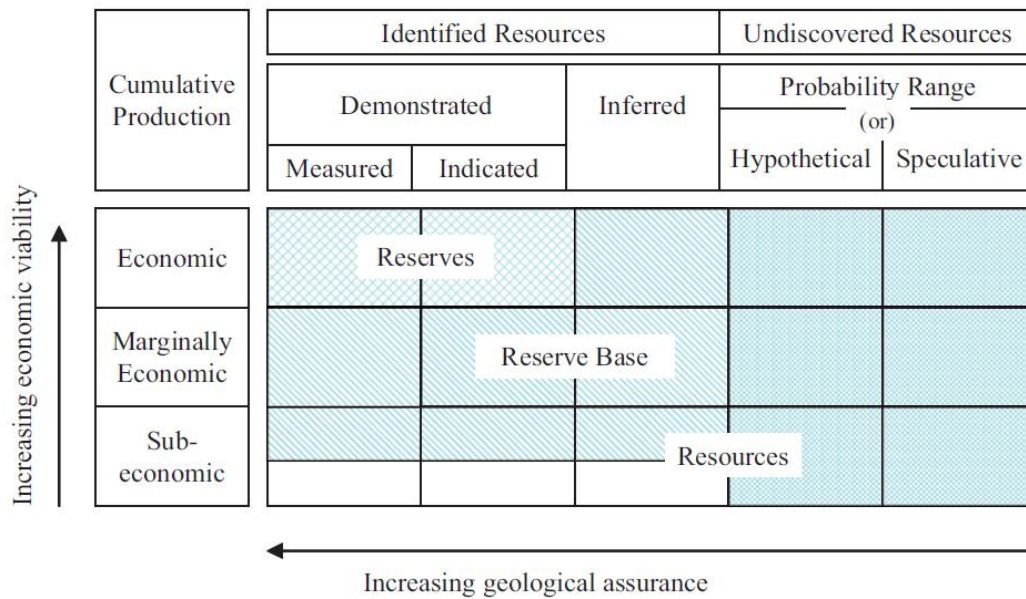 Identified Resources
Undiscovered Resources
Cumulative
Production
Demonstrated
Inferred
Probability Range
(or)
Measured
Indicated
Hypothetical
Speculative
Increasing economic viability
Economic
Reserves
Marginally
Economic
Reserve Base
Sub-
economic
Resources
Increasing geological assurance